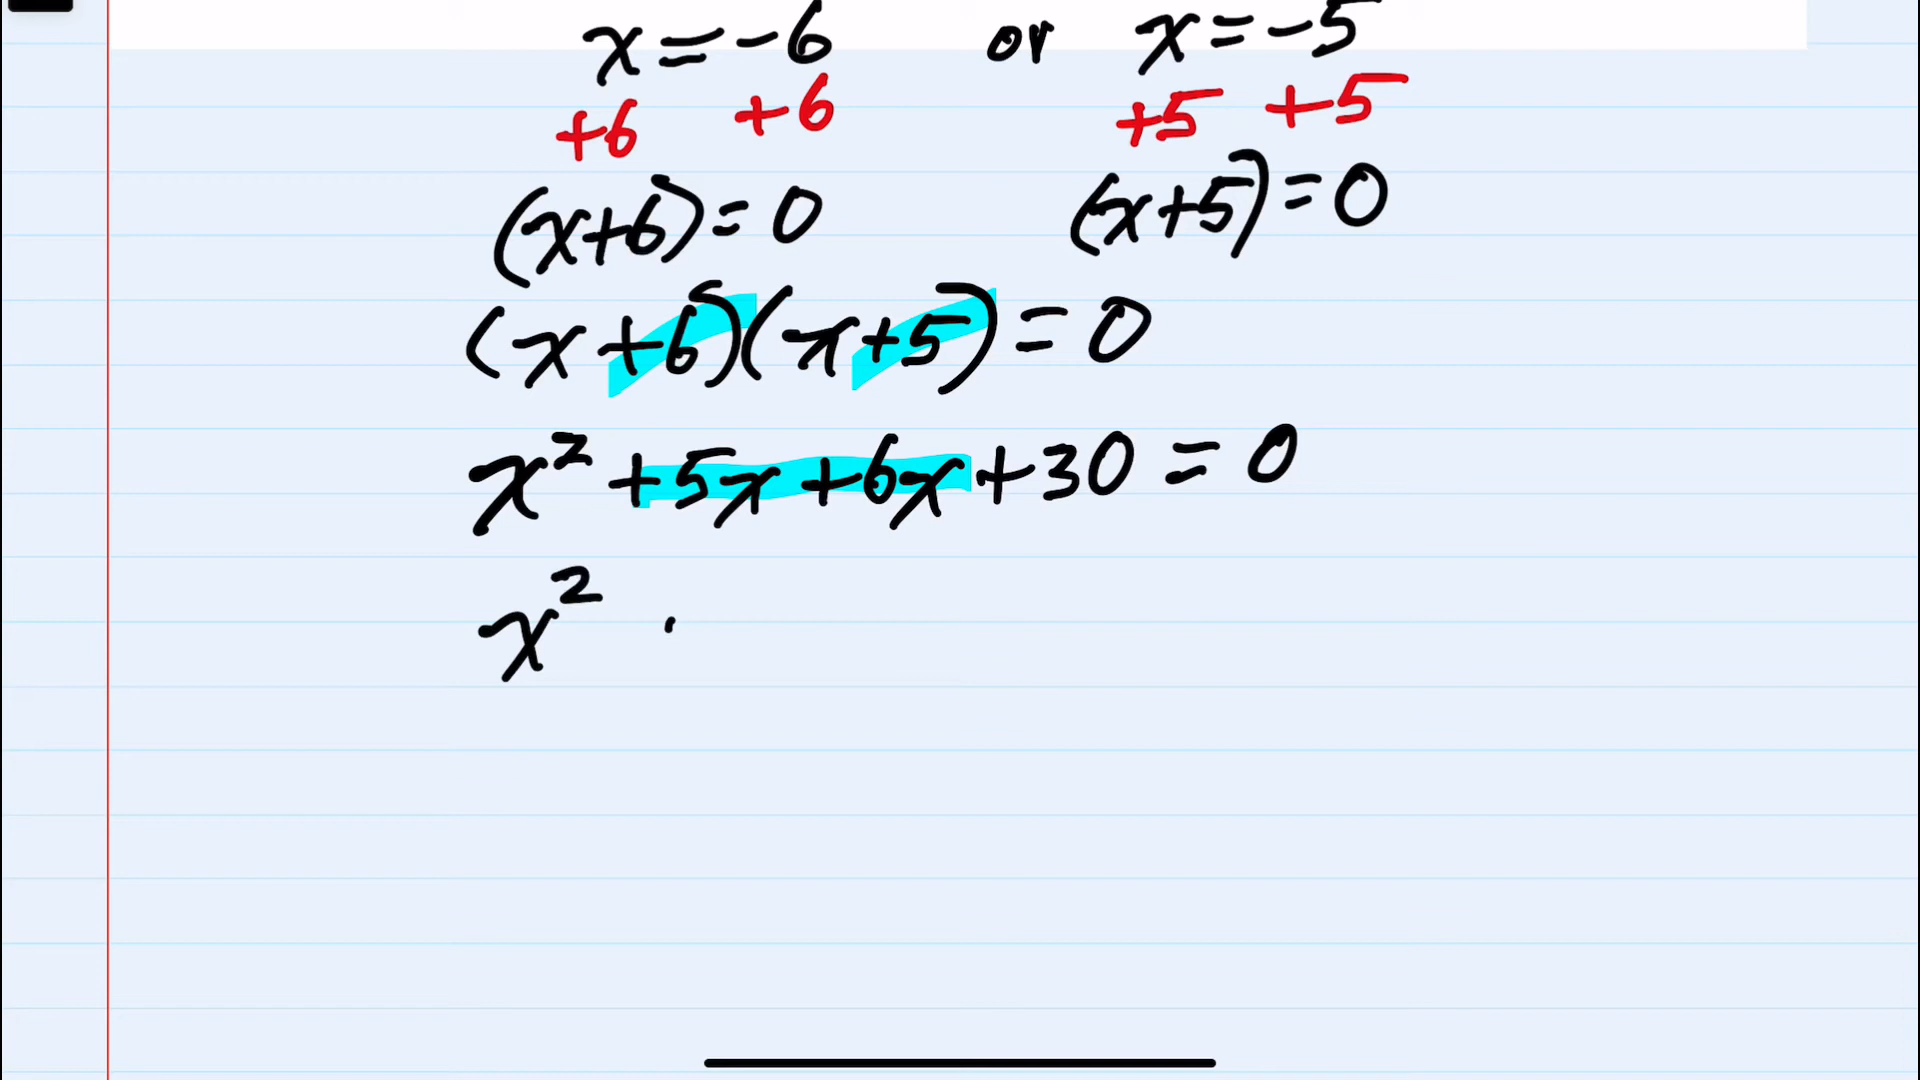 x = -6 or x = -5
+6 +6 +5 +5
(x+6) = 0 (x+5) = 0
(x+6)(x+5) = 0
x² +5x +6x +30 = 0
x²